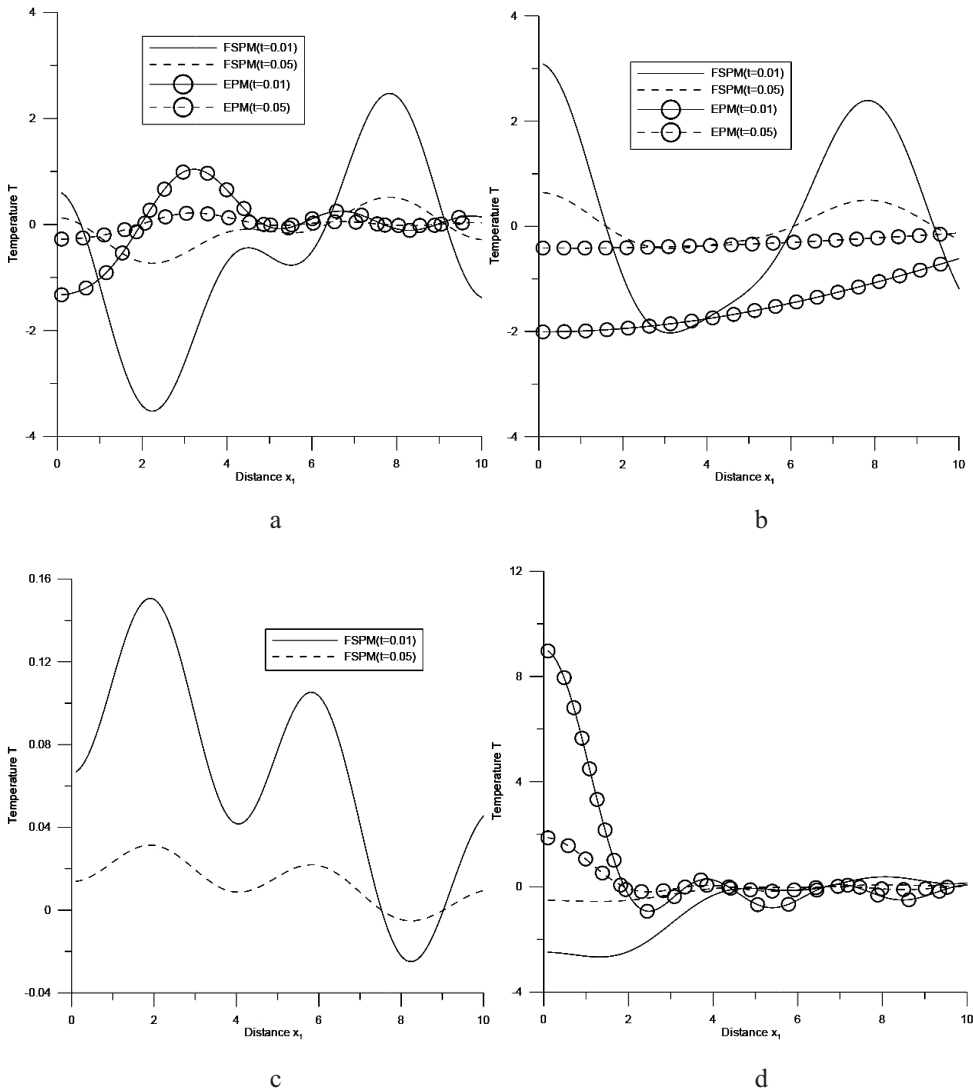 4
2
0
-2
-4
Temperature T
FSPM(t=0.01)
FSPM(t=0.05)
EPM(t=0.01)
EPM(t=0.05)
0 2 4 6 8 10
Distance x1
a
4
2
0
-2
-4
Temperature T
FSPM(t=0.01)
FSPM(t=0.05)
EPM(t=0.01)
EPM(t=0.05)
0 2 4 6 8 10
Distance x1
b
0.16
0.12
0.08
0.04
0
-0.04
Temperature T
FSPM(t=0.01)
FSPM(t=0.05)
0 2 4 6 8 10
Distance x1
c
12
8
4
0
-4
Temperature T
0 2 4 6 8 10
Distance x1
d